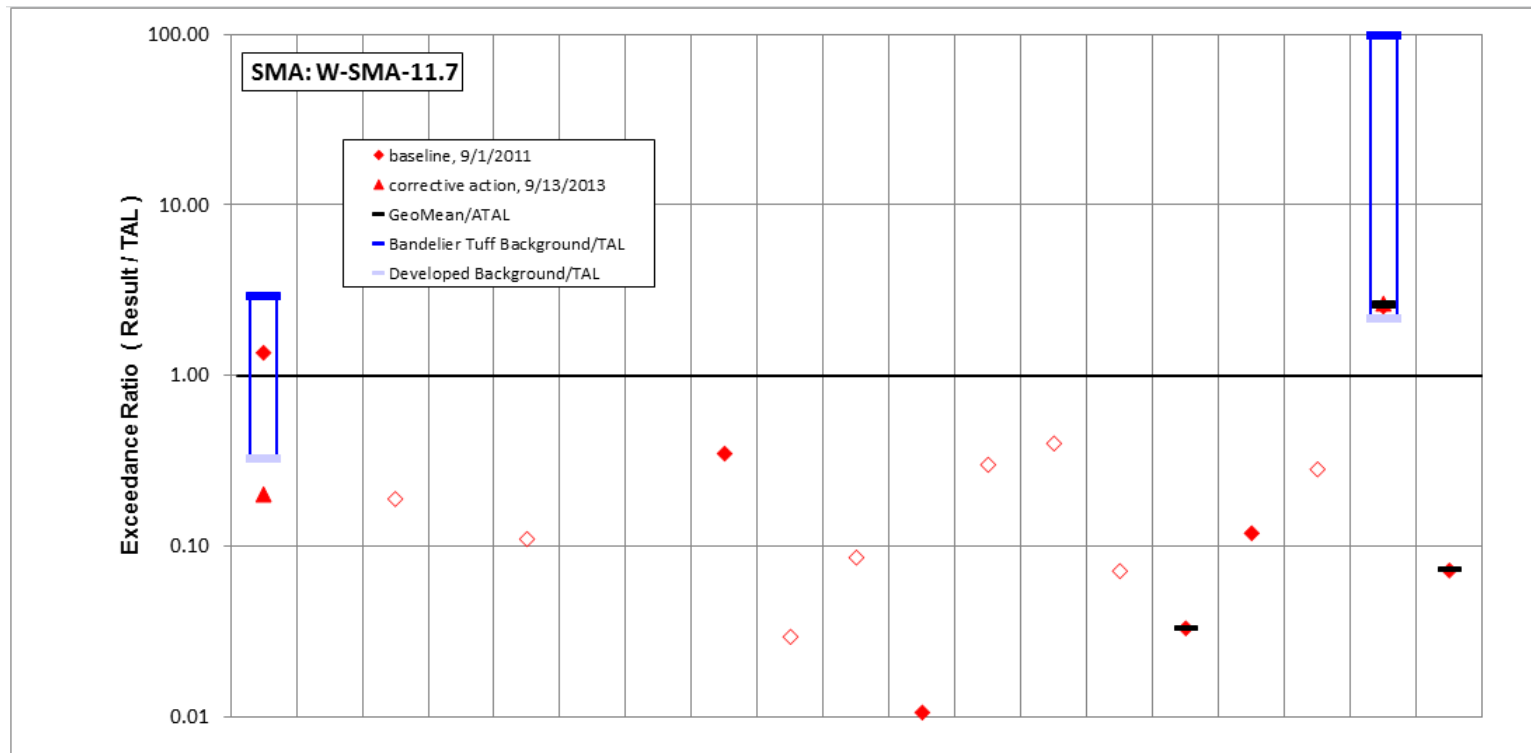 100.00
SMA: W-SMA-11.7
baseline, 9/1/2011
corrective action, 9/13/2013
GeoMean/ATAL
Bandelier Tuff Background/TAL
Developed Background/TAL
10.00
1.00
0.10
0.01
Exceedance Ratio ( Result / TAL )